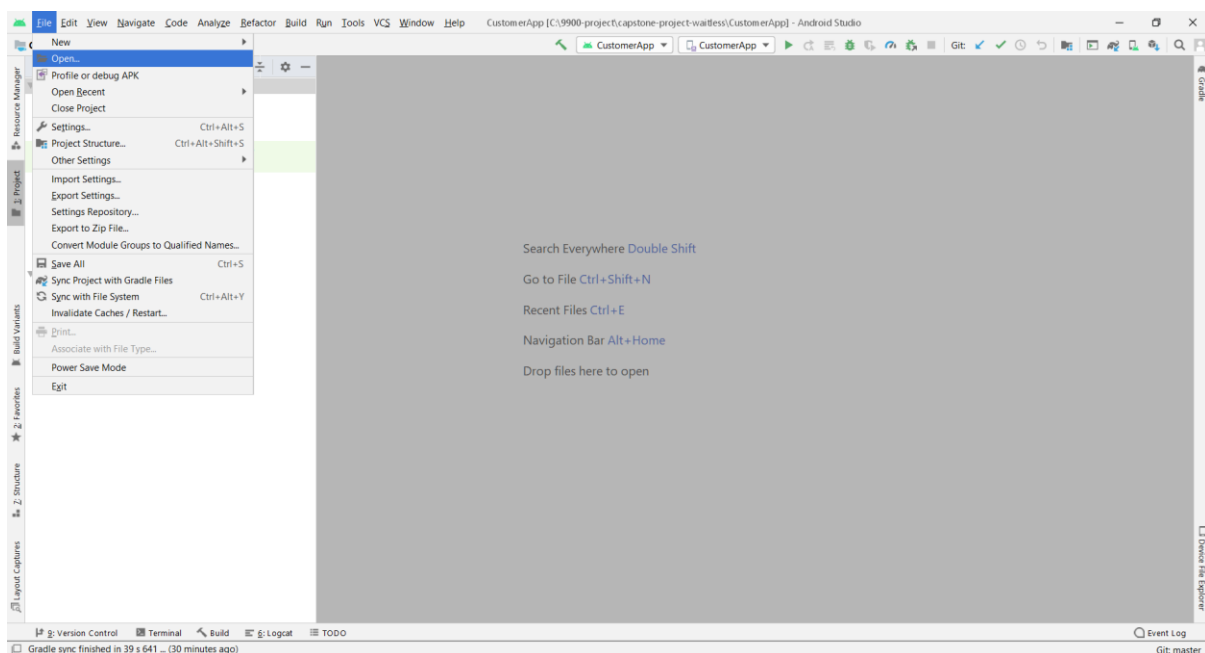 File Edit View Navigate Code Analyze Refactor Build Run Tools VCS Window Help CustomerApp [C:\9900-project\capstone-project-waitless\CustomerApp] - Android Studio
CustomerApp CustomerApp Git:
New
Open...
Profile or debug APK
Open Recent
Close Project
Settings... Ctrl+Alt+S
Project Structure... Ctrl+Alt+Shift+S
Other Settings
Import Settings...
Export Settings...
Settings Repository...
Export to Zip File...
Convert Module Groups to Qualified Names...
Save All Ctrl+S
Sync Project with Gradle Files
Sync with File System Ctrl+Alt+Y
Invalidate Caches / Restart...
Print...
Associate with File Type...
Power Save Mode
Exit
Resource Manager
1: Project
Build Variants
2: Favorites
7: Structure
Layout Captures
Search Everywhere Double Shift
Go to File Ctrl+Shift+N
Recent Files Ctrl+E
Navigation Bar Alt+Home
Drop files here to open
Gradle
Device File Explorer
9: Version Control Terminal Build 6: Logcat TODO Event Log
Gradle sync finished in 39 s 641 ... (30 minutes ago) Git: master